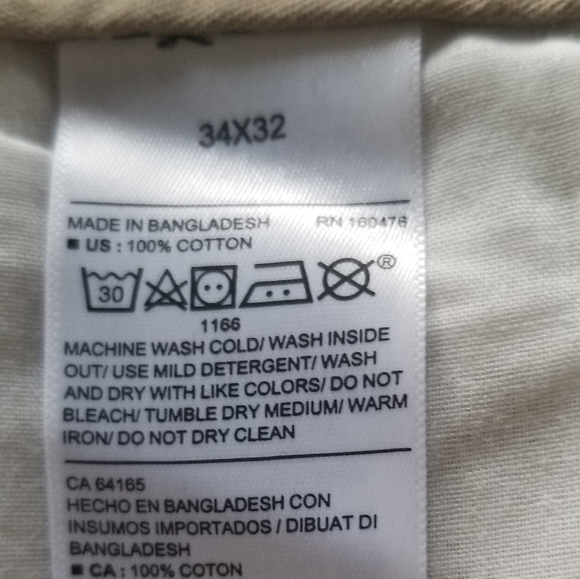 34X32
MADE IN BANGLADESH RN 160476
US : 100% COTTON
30
®
1166
MACHINE WASH COLD/ WASH INSIDE
OUT/ USE MILD DETERGENT/ WASH
AND DRY WITH LIKE COLORS/ DO NOT
BLEACH/ TUMBLE DRY MEDIUM/ WARM
IRON/ DO NOT DRY CLEAN
CA 64165
HECHO EN BANGLADESH CON
INSUMOS IMPORTADOS / DIBUAT DI
BANGLADESH
CA : 100% COTON